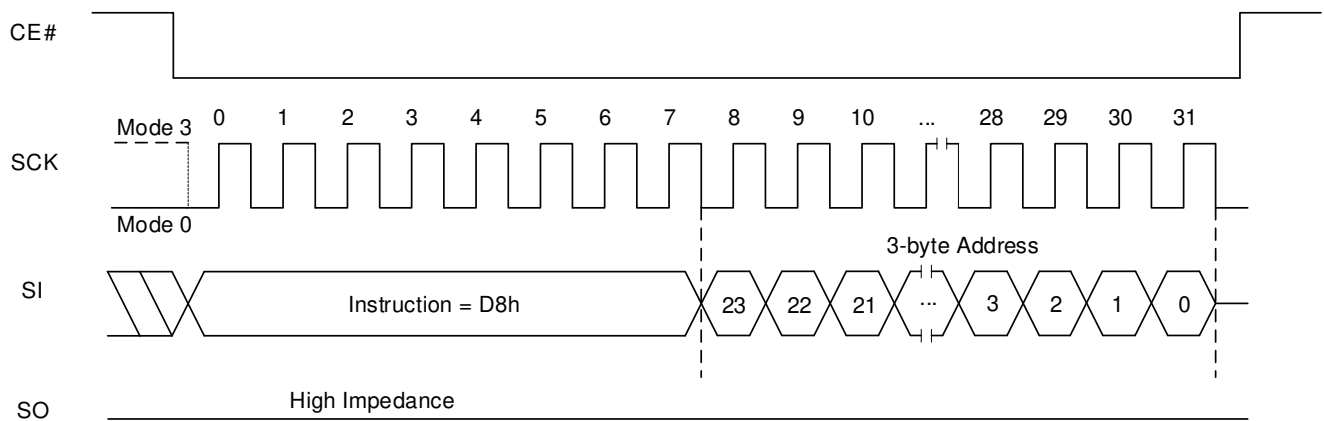 CE#
0 1 2 3 4 5 6 7 8 9 10 ... 28 29 30 31
Mode 3
SCK
Mode 0
3-byte Address
SI
Instruction = D8h 23 22 21 ... 3 2 1 0
High Impedance
SO